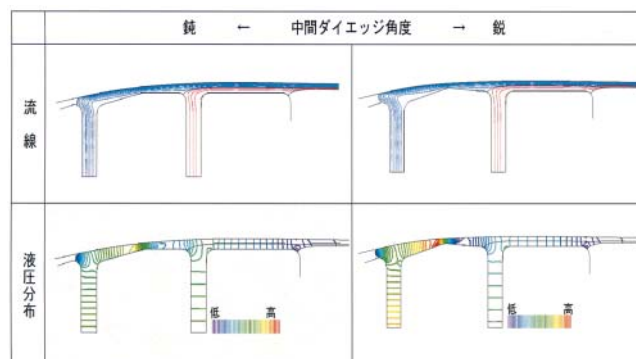 鈍 ← 中間ダイエッジ角度 → 鋭
流線
液圧分布
低 高
低 高